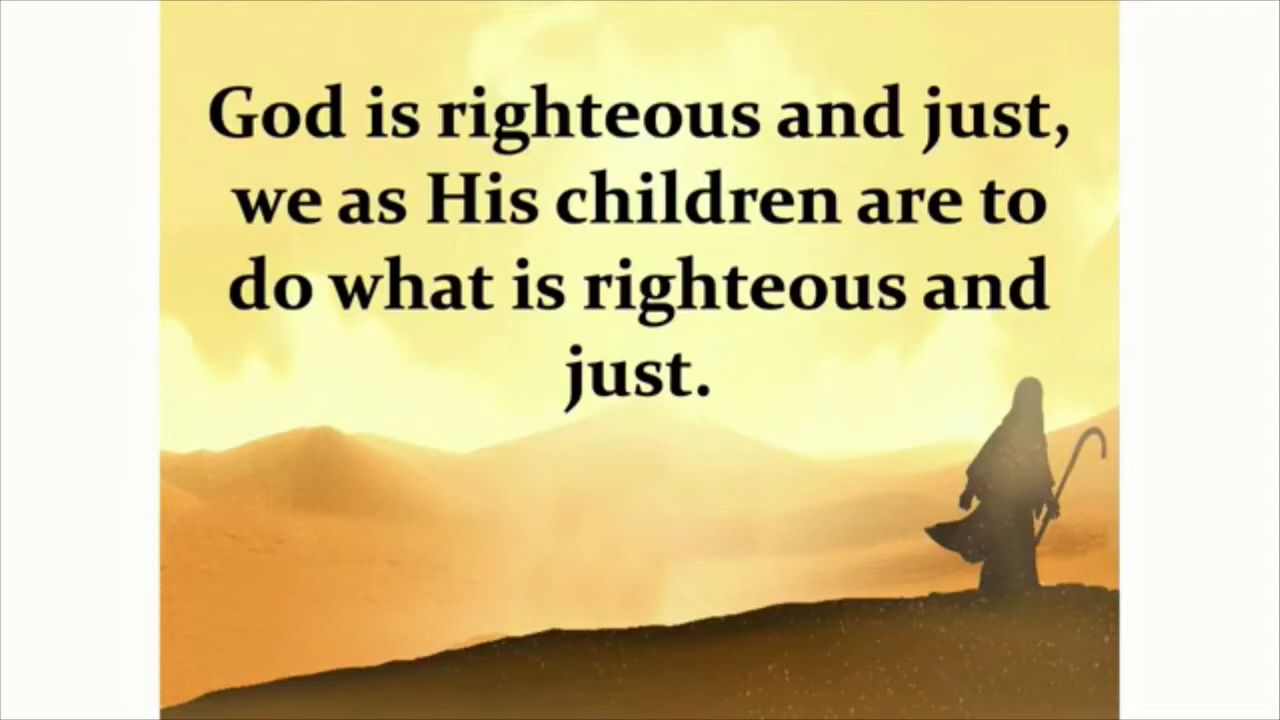 God is righteous and just,
we as His children are to
do what is righteous and
just.